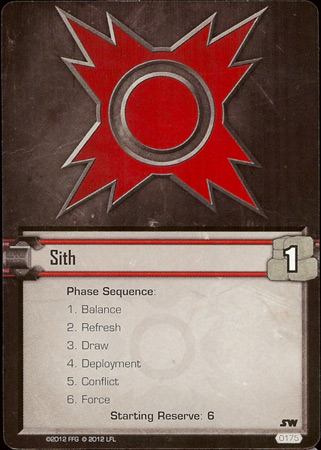 Sith
1
Phase Sequence:
1. Balance
2. Refresh
3. Draw
4. Deployment
5. Conflict
6. Force
Starting Reserve: 6
SW
©2012 FFG © 2012 LFL
0175